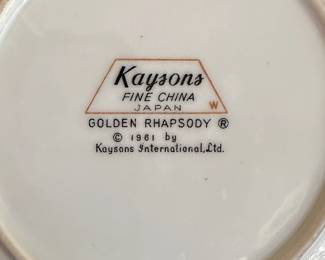 Kaysons
FINE CHINA
JAPAN
W
GOLDEN RHAPSODY ®
© 1961 by
Kaysons International, Ltd.